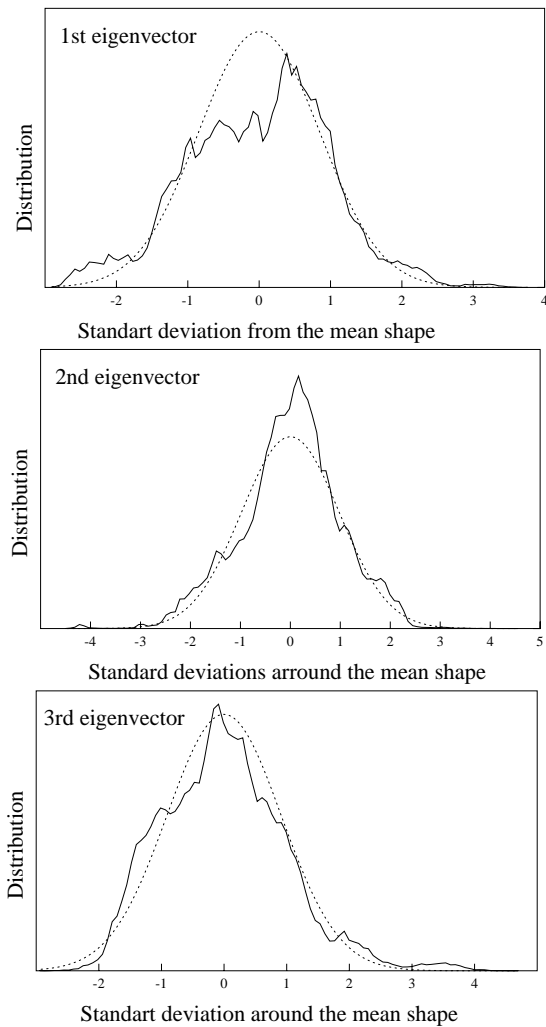 1st eigenvector
Distribution
-2 -1 0 1 2 3 4
Standart deviation from the mean shape
2nd eigenvector
Distribution
-4 -3 -2 -1 0 1 2 3 4 5
Standard deviations arround the mean shape
3rd eigenvector
Distribution
-2 -1 0 1 2 3 4
Standart deviation around the mean shape